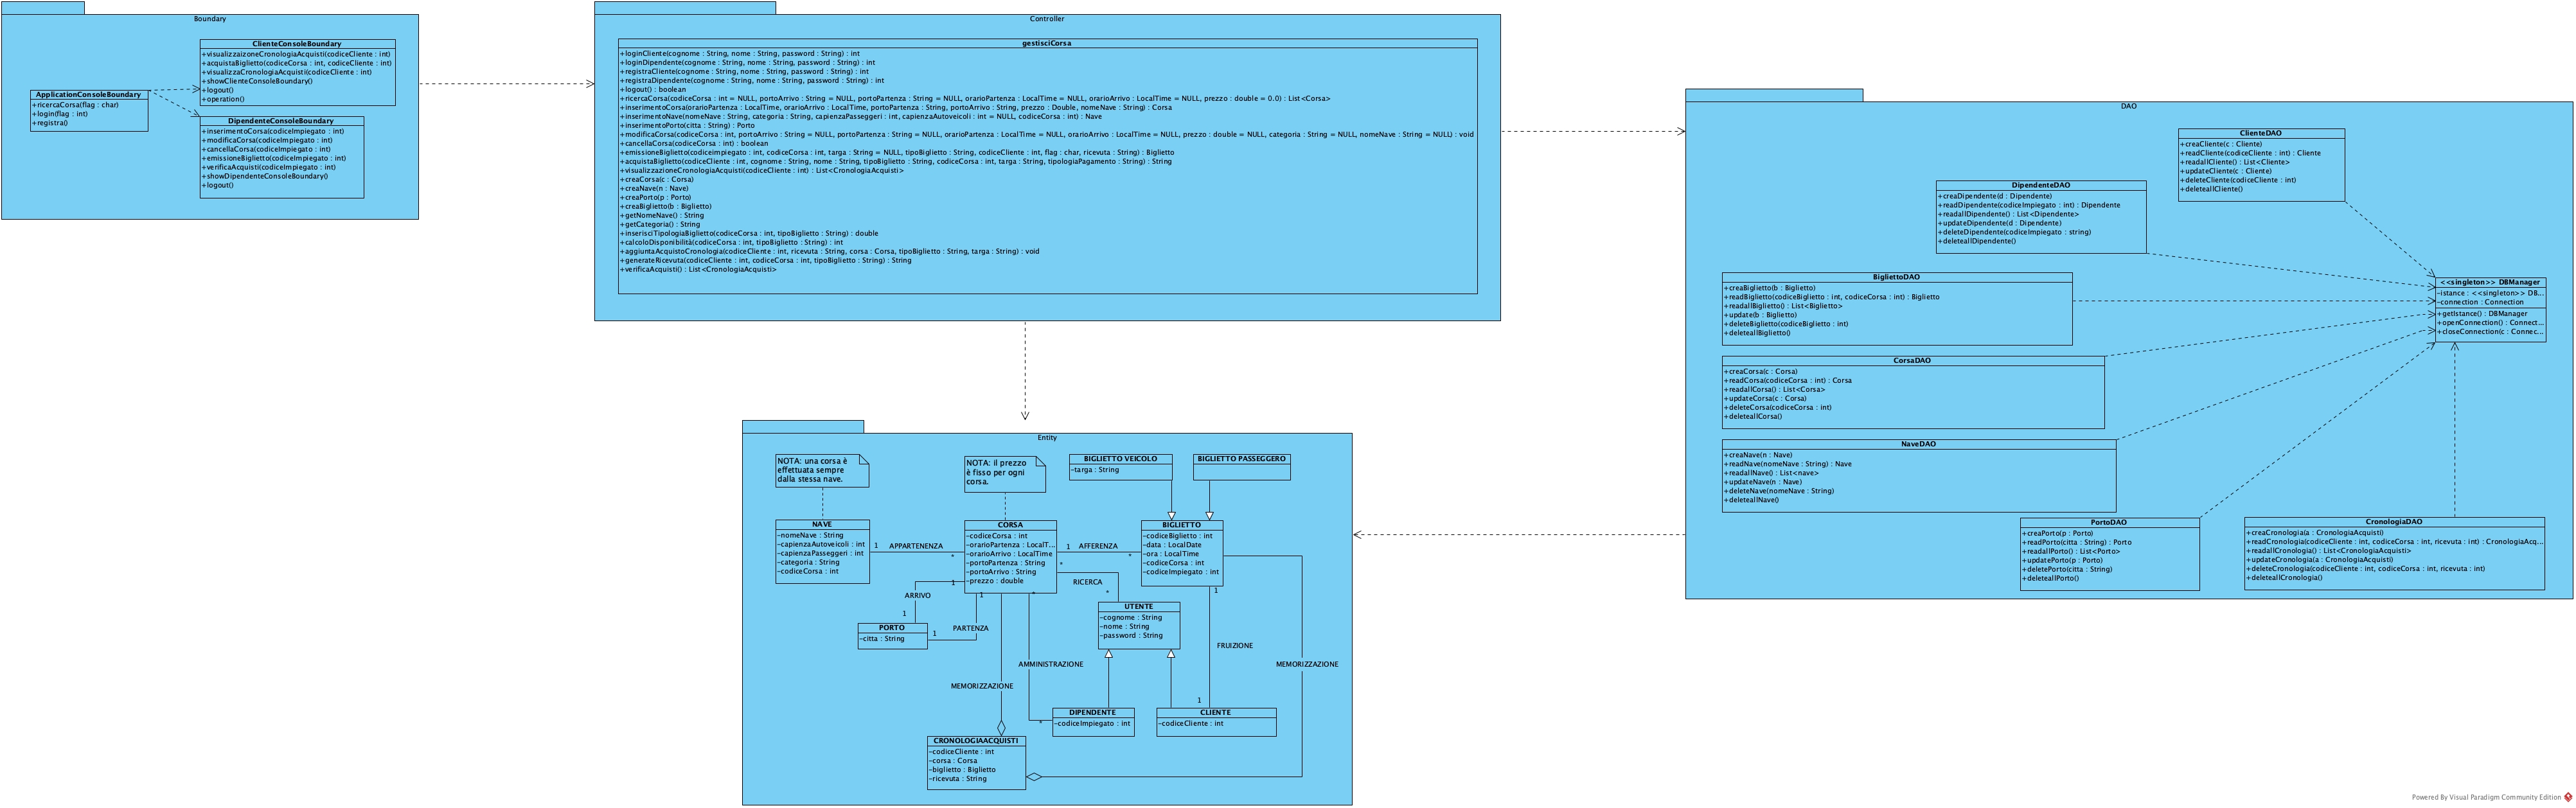 Boundary
ClienteConsoleBoundary
+visualizzaizoneCronologiaAcquisti(codiceCliente : int)
+acquistaBiglietto(codiceCorsa : int, codiceCliente : int)
+visualizzaCronologiaAcquisti(codiceCliente : int)
+showClienteConsoleBoundary()
+logout()
+operation()
ApplicationConsoleBoundary
+ricercaCorsa(flag : char)
+login(flag : int)
+registra()
DipendenteConsoleBoundary
+inserimentoCorsa(codiceImpiegato : int)
+modificaCorsa(codiceImpiegato : int)
+cancellaCorsa(codiceImpiegato : int)
+emissioneBiglietto(codiceImpiegato : int)
+verificaAcquisti(codiceImpiegato : int)
+showDipendenteConsoleBoundary()
+logout()
Controller
gestisciCorsa
+loginCliente(cognome : String, nome : String, password : String) : int
+loginDipendente(cognome : String, nome : String, password : String) : int
+registraCliente(cognome : String, nome : String, password : String) : int
+registraDipendente(cognome : String, nome : String, password : String) : int
+logout() : boolean
+ricercaCorsa(codiceCorsa : int = NULL, portoArrivo : String = NULL, portoPartenza : String = NULL, orarioPartenza : LocalTime = NULL, orarioArrivo : LocalTime = NULL, prezzo : double = 0.0) : List<Corsa>
+inserimentoCorsa(orarioPartenza : LocalTime, orarioArrivo : LocalTime, portoPartenza : String, portoArrivo : String, prezzo : Double, nomeNave : String) : Corsa
+inserimentoNave(nomeNave : String, categoria : String, capienzaPasseggeri : int, capienzaAutoveicoli : int = NULL, codiceCorsa : int) : Nave
+inserimentoPorto(citta : String) : Porto
+modificaCorsa(codiceCorsa : int, portoArrivo : String = NULL, portoPartenza : String = NULL, orarioPartenza : LocalTime = NULL, orarioArrivo : LocalTime = NULL, prezzo : double = NULL, categoria : String = NULL, nomeNave : String = NULL) : void
+cancellaCorsa(codiceCorsa : int) : boolean
+emissioneBiglietto(codiceimpiegato : int, codiceCorsa : int, targa : String = NULL, tipoBiglietto : String, codiceCliente : int, flag : char, ricevuta : String) : Biglietto
+acquistaBiglietto(codiceCliente : int, cognome : String, nome : String, tipoBiglietto : String, codiceCorsa : int, targa : String, tipologiaPagamento : String) : String
+visualizzazioneCronologiaAcquisti(codiceCliente : int) : List<CronologiaAcquisti>
+creaCorsa(c : Corsa)
+creaNave(n : Nave)
+creaPorto(p : Porto)
+creaBiglietto(b : Biglietto)
+getNomeNave() : String
+getCategoria() : String
+inserisciTipologiaBiglietto(codiceCorsa : int, tipoBiglietto : String) : double
+calcoloDisponibilità(codiceCorsa : int, tipoBiglietto : String) : int
+aggiuntaAcquistoCronologia(codiceCliente : int, ricevuta : String, corsa : Corsa, tipoBiglietto : String, targa : String) : void
+generateRicevuta(codiceCliente : int, codiceCorsa : int, tipoBiglietto : String) : String
+verificaAcquisti() : List<CronologiaAcquisti>
DAO
ClienteDAO
+creaCliente(c : Cliente)
+readCliente(codiceCliente : int) : Cliente
+readallCliente() : List<Cliente>
+updateCliente(c : Cliente)
+deleteCliente(codiceCliente : int)
+deleteallCliente()
DipendenteDAO
+creaDipendente(d : Dipendente)
+readDipendente(codiceImpiegato : int) : Dipendente
+readallDipendente() : List<Dipendente>
+updateDipendente(d : Dipendente)
+deleteDipendente(codiceImpiegato : string)
+deleteallDipendente()
BigliettoDAO
+creaBiglietto(b : Biglietto)
+readBiglietto(codiceBiglietto : int, codiceCorsa : int) : Biglietto
+readallBiglietto() : List<Biglietto>
+update(b : Biglietto)
+deleteBiglietto(codiceBiglietto : int)
+deleteallBiglietto()
<<singleton>> DBManager
-istance : <<singleton>> DB...
-connection : Connection
+getIstance() : DBManager
+openConnection() : Connect...
+closeConnection(c : Connec...
CorsaDAO
+creaCorsa(c : Corsa)
+readCorsa(codiceCorsa : int) : Corsa
+readallCorsa() : List<Corsa>
+updateCorsa(c : Corsa)
+deleteCorsa(codiceCorsa : int)
+deleteallCorsa()
NaveDAO
+creaNave(n : Nave)
+readNave(nomeNave : String) : Nave
+readallNave() : List<nave>
+updateNave(n : Nave)
+deleteNave(nomeNave : String)
+deleteallNave()
PortoDAO
+creaPorto(p : Porto)
+readPorto(citta : String) : Porto
+readallPorto() : List<Porto>
+updatePorto(p : Porto)
+deletePorto(citta : String)
+deleteallPorto()
CronologiaDAO
+creaCronologia(a : CronologiaAcquisti)
+readCronologia(codiceCliente : int, codiceCorsa : int, ricevuta : int) : CronologiaAcq...
+readallCronologia() : List<CronologiaAcquisti>
+updateCronologia(a : CronologiaAcquisti)
+deleteCronologia(codiceCliente : int, codiceCorsa : int, ricevuta : int)
+deleteallCronologia()
Entity
NOTA: una corsa è
effettuata sempre
dalla stessa nave.
NOTA: il prezzo
è fisso per ogni
corsa.
BIGLIETTO VEICOLO
-targa : String
BIGLIETTO PASSEGGERO
NAVE
-nomeNave : String
-capienzaAutoveicoli : int
-capienzaPasseggeri : int
-categoria : String
-codiceCorsa : int
1 APPARTENENZA *
CORSA
-codiceCorsa : int
-orarioPartenza : LocalT...
-orarioArrivo : LocalTime
-portoPartenza : String
-portoArrivo : String
-prezzo : double
1 AFFERENZA *
BIGLIETTO
-codiceBiglietto : int
-data : LocalDate
-ora : LocalTime
-codiceCorsa : int
-codiceImpiegato : int
*
RICERCA
*
1
ARRIVO
1
1
PARTENZA
1
*
1
PORTO
-citta : String
UTENTE
-cognome : String
-nome : String
-password : String
FRUIZIONE
AMMINISTRAZIONE
MEMORIZZAZIONE
MEMORIZZAZIONE
1
*
DIPENDENTE
-codiceImpiegato : int
CLIENTE
-codiceCliente : int
CRONOLOGIAACQUISTI
-codiceCliente : int
-corsa : Corsa
-biglietto : Biglietto
-ricevuta : String
Powered By Visual Paradigm Community Edition